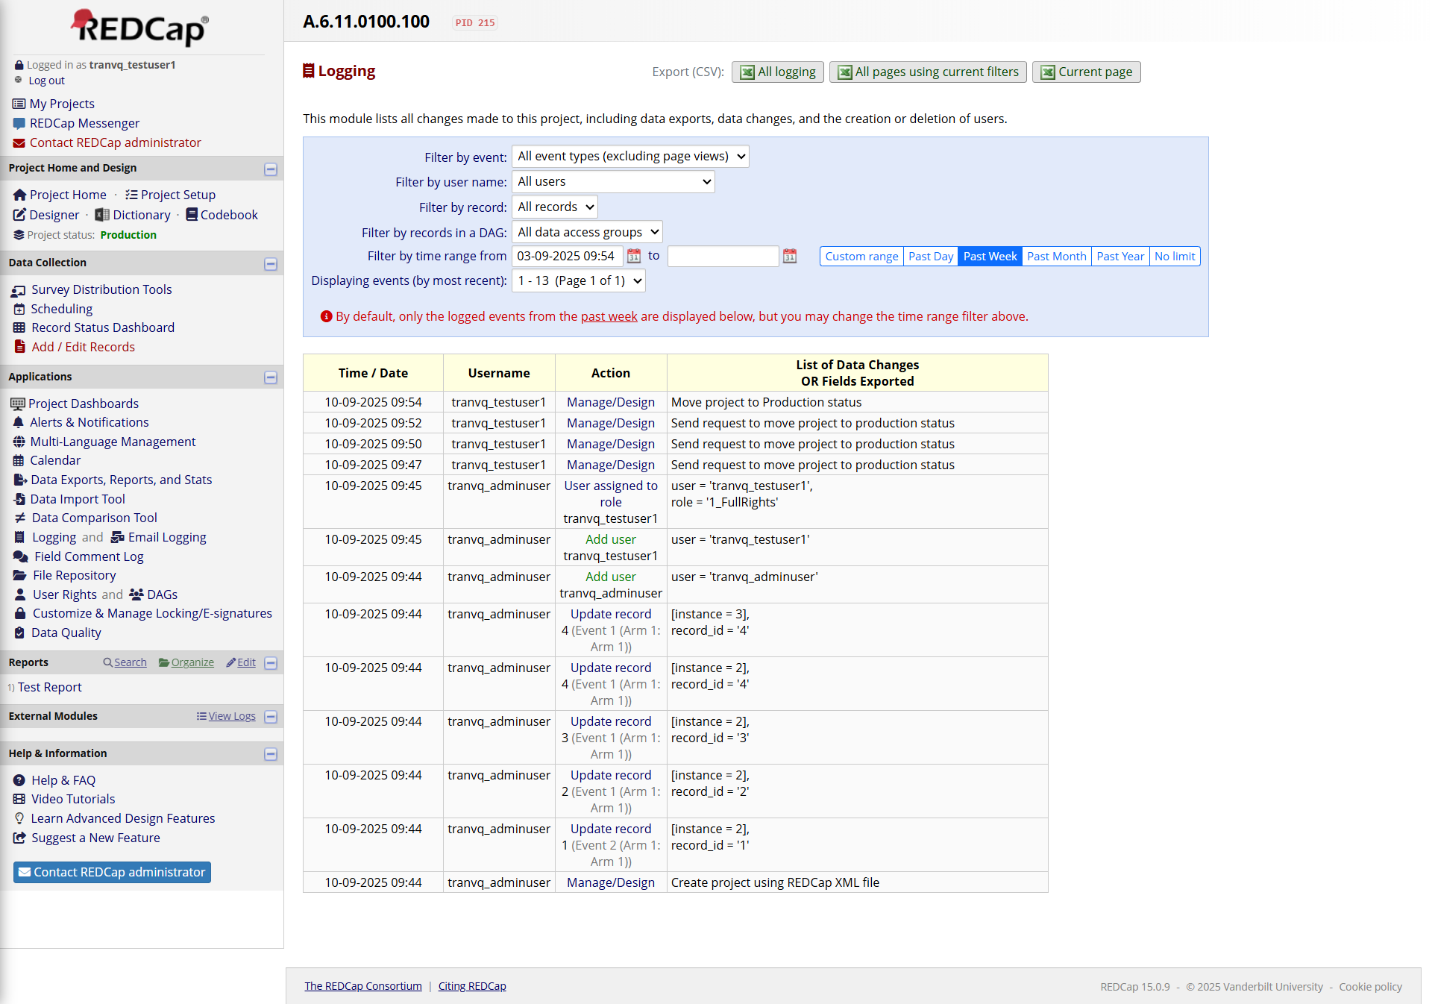 REDCap®
Logged in as tranvq_testuser1
Log out
My Projects
REDCap Messenger
Contact REDCap administrator
Project Home and Design
Project Home · Project Setup
Designer · Dictionary · Codebook
Project status: Production
Data Collection
Survey Distribution Tools
Scheduling
Record Status Dashboard
Add / Edit Records
Applications
Project Dashboards
Alerts & Notifications
Multi-Language Management
Calendar
Data Exports, Reports, and Stats
Data Import Tool
Data Comparison Tool
Logging and Email Logging
Field Comment Log
File Repository
User Rights and DAGs
Customize & Manage Locking/E-signatures
Data Quality
Reports Search Organize Edit
1) Test Report
External Modules View Logs
Help & Information
Help & FAQ
Video Tutorials
Learn Advanced Design Features
Suggest a New Feature
Contact REDCap administrator
A.6.11.0100.100 PID 215
Logging
Export (CSV): All logging All pages using current filters Current page
This module lists all changes made to this project, including data exports, data changes, and the creation or deletion of users.
Filter by event: All event types (excluding page views)
Filter by user name: All users
Filter by record: All records
Filter by records in a DAG: All data access groups
Filter by time range from 03-09-2025 09:54 to Custom range Past Day Past Week Past Month Past Year No limit
Displaying events (by most recent): 1 - 13 (Page 1 of 1)
By default, only the logged events from the past week are displayed below, but you may change the time range filter above.
Time / Date Username Action List of Data Changes
OR Fields Exported
10-09-2025 09:54 tranvq_testuser1 Manage/Design Move project to Production status
10-09-2025 09:52 tranvq_testuser1 Manage/Design Send request to move project to production status
10-09-2025 09:50 tranvq_testuser1 Manage/Design Send request to move project to production status
10-09-2025 09:47 tranvq_testuser1 Manage/Design Send request to move project to production status
10-09-2025 09:45 tranvq_adminuser User assigned to user = 'tranvq_testuser1',
role role = '1_FullRights'
tranvq_testuser1
10-09-2025 09:45 tranvq_adminuser Add user user = 'tranvq_testuser1'
tranvq_testuser1
10-09-2025 09:44 tranvq_adminuser Add user user = 'tranvq_adminuser'
tranvq_adminuser
10-09-2025 09:44 tranvq_adminuser Update record [instance = 3],
4 (Event 1 (Arm 1: record_id = '4'
Arm 1))
10-09-2025 09:44 tranvq_adminuser Update record [instance = 2],
4 (Event 1 (Arm 1: record_id = '4'
Arm 1))
10-09-2025 09:44 tranvq_adminuser Update record [instance = 2],
3 (Event 1 (Arm 1: record_id = '3'
Arm 1))
10-09-2025 09:44 tranvq_adminuser Update record [instance = 2],
2 (Event 1 (Arm 1: record_id = '2'
Arm 1))
10-09-2025 09:44 tranvq_adminuser Update record [instance = 2],
1 (Event 2 (Arm 1: record_id = '1'
Arm 1))
10-09-2025 09:44 tranvq_adminuser Manage/Design Create project using REDCap XML file
The REDCap Consortium | Citing REDCap
REDCap 15.0.9 - © 2025 Vanderbilt University - Cookie policy